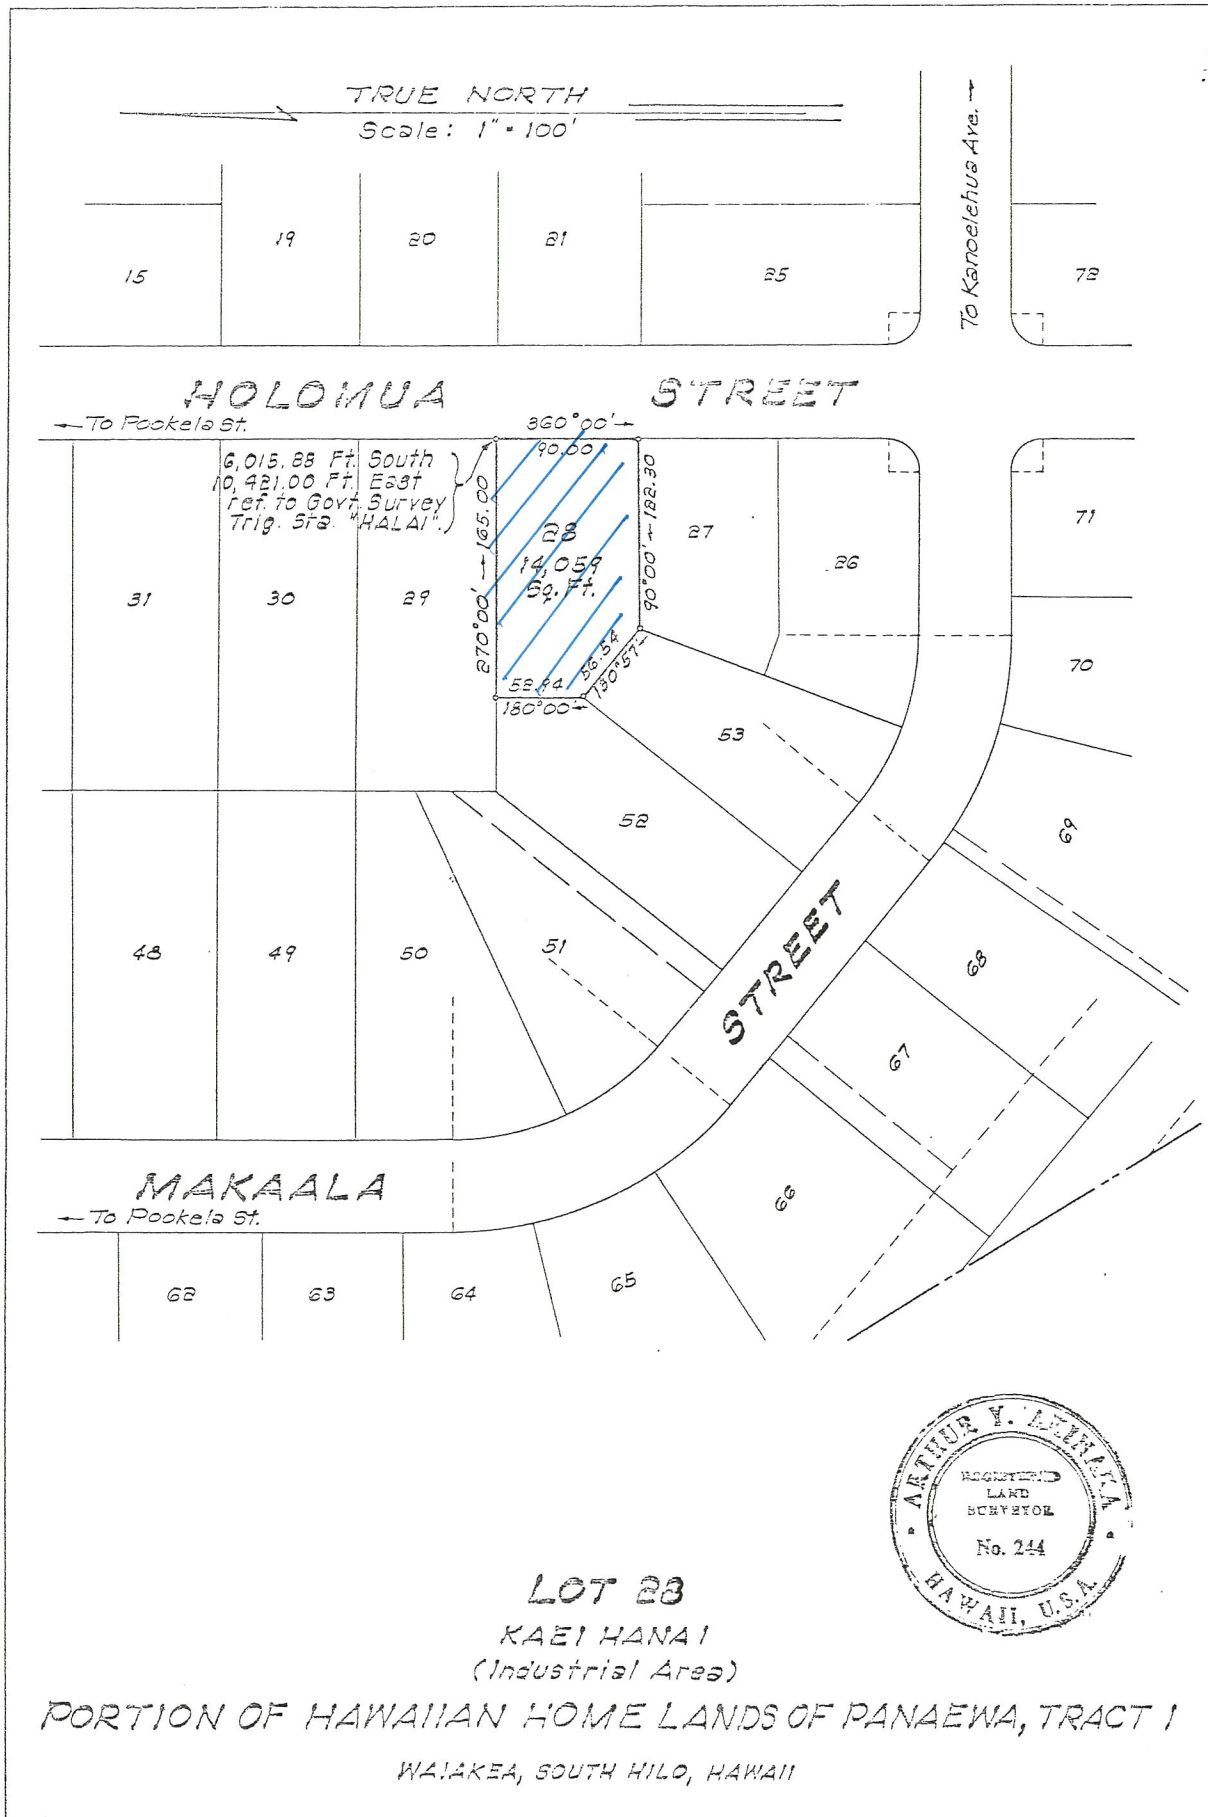 TRUE NORTH
Scale: 1" = 100'
To Kanoelehua Ave. →
15
19
20
21
25
72
HOLOMUA STREET
← To Pookela St.
360°00' →
90.00
6,015.88 Ft. South
10,421.00 Ft. East
ref. to Govt. Survey
Trig. Sta. "HALAI".
270°00' → 165.00
28
14,059
Sq. Ft.
90°00' ~ 122.30
27
26
71
31
30
29
56.54
130°57'
52.94
180°00'
70
53
52
69
48
49
50
51
STREET
68
67
MAKAALA
← To Pookela St.
66
62
63
64
65
ARTHUR Y. AKINAKA
REGISTERED
LAND
SURVEYOR
No. 244
HAWAII, U.S.A.
LOT 28
KAEI HANA I
(Industrial Area)
PORTION OF HAWAIIAN HOME LANDS OF PANAEWA, TRACT 1
WAIAKEA, SOUTH HILO, HAWAII